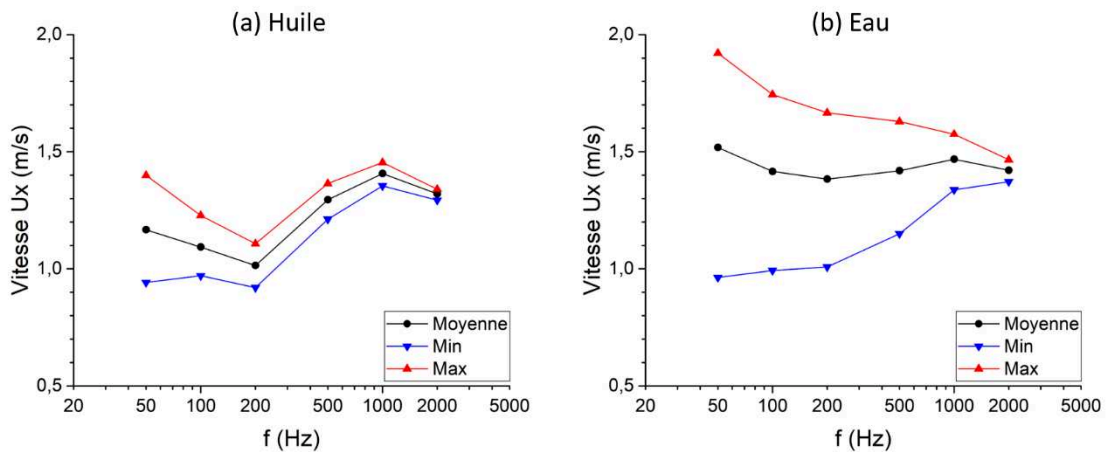 (a) Huile
2,0
1,5
1,0
0,5
Vitesse Ux (m/s)
Moyenne
Min
Max
20 50 100 200 500 1000 2000 5000
f (Hz)
(b) Eau
2,0
1,5
1,0
0,5
Vitesse Ux (m/s)
Moyenne
Min
Max
20 50 100 200 500 1000 2000 5000
f (Hz)